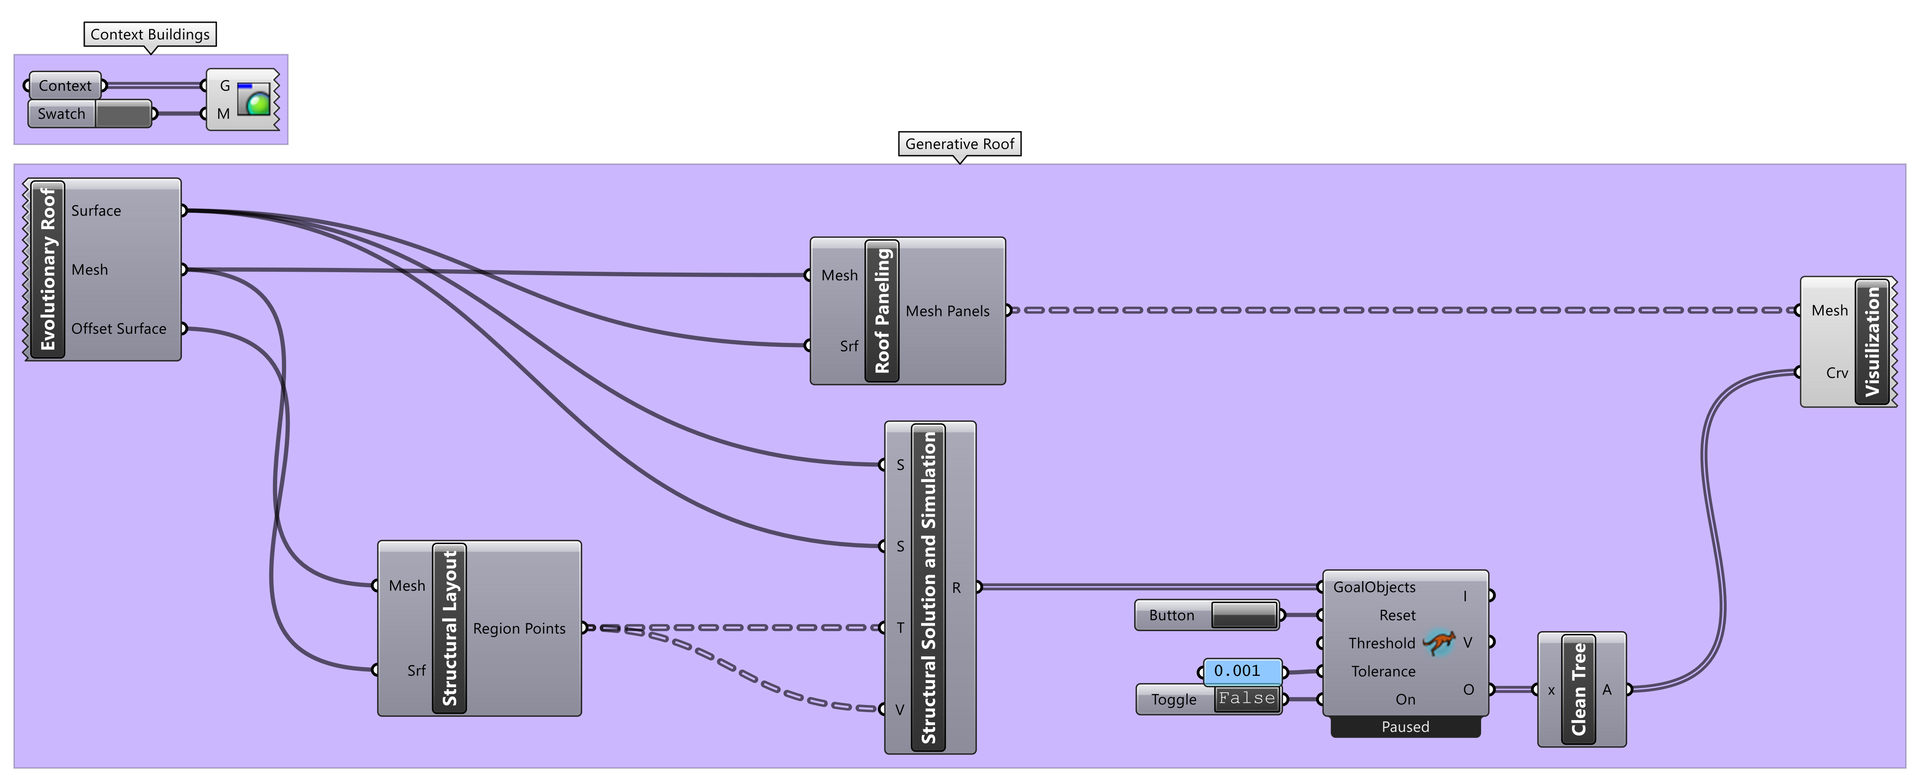 Context Buildings
Context
G
Swatch
M
Generative Roof
Evolutionary Roof
Surface
Mesh
Offset Surface
Mesh
Srf
Roof Paneling
Mesh Panels
Mesh
Crv
Visuilization
Mesh
Srf
Structural Layout
Region Points
S
S
T
V
Structural Solution and Simulation
R
Button
0.001
Toggle
False
GoalObjects
Reset
Threshold
Tolerance
On
I
V
O
Paused
x
Clean Tree
A